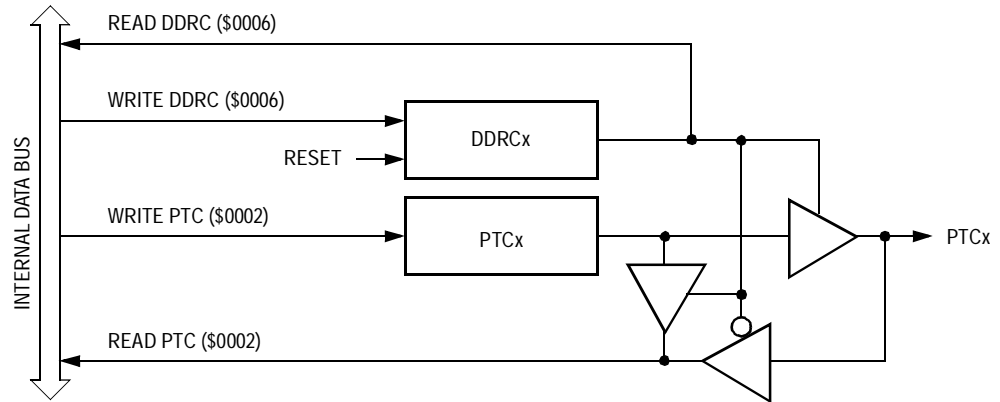 READ DDRC ($0006)
WRITE DDRC ($0006)
DDRCx
RESET
INTERNAL DATA BUS
WRITE PTC ($0002)
PTCx
PTCx
READ PTC ($0002)